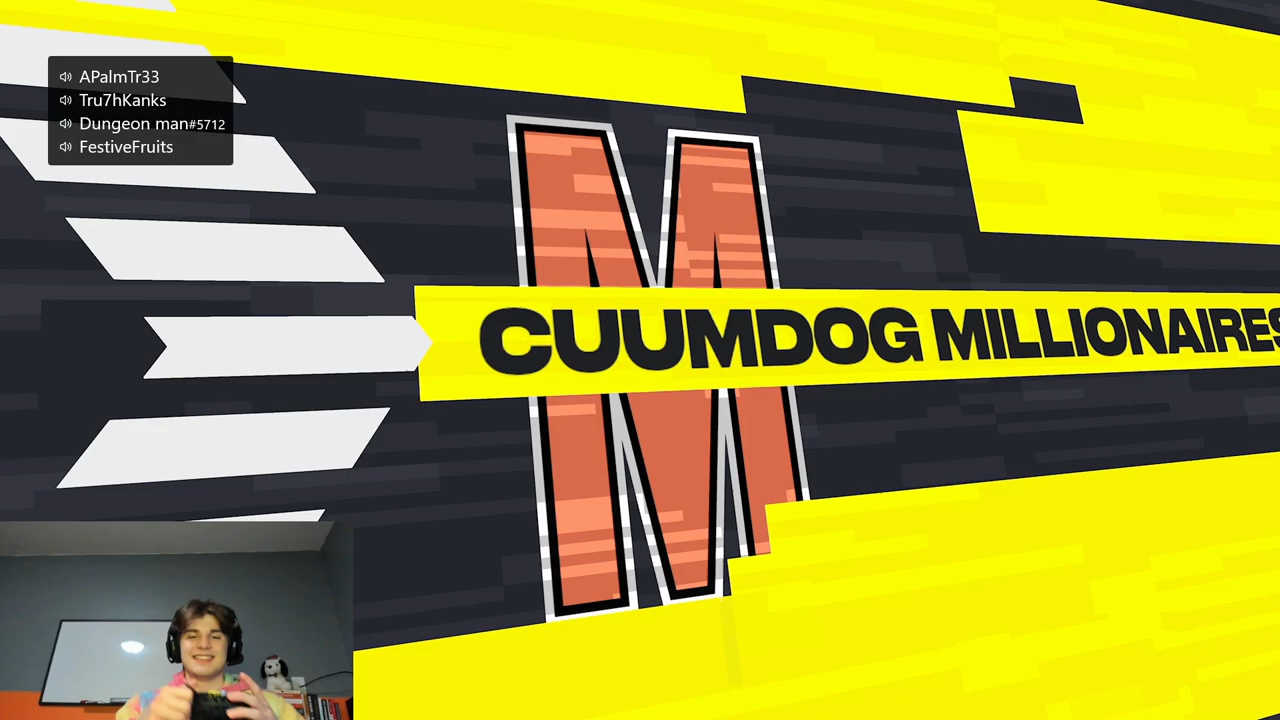 APalmTr33
Tru7hKanks
Dungeon man#5712
FestiveFruits
M
CUUMDOG MILLIONAIRES